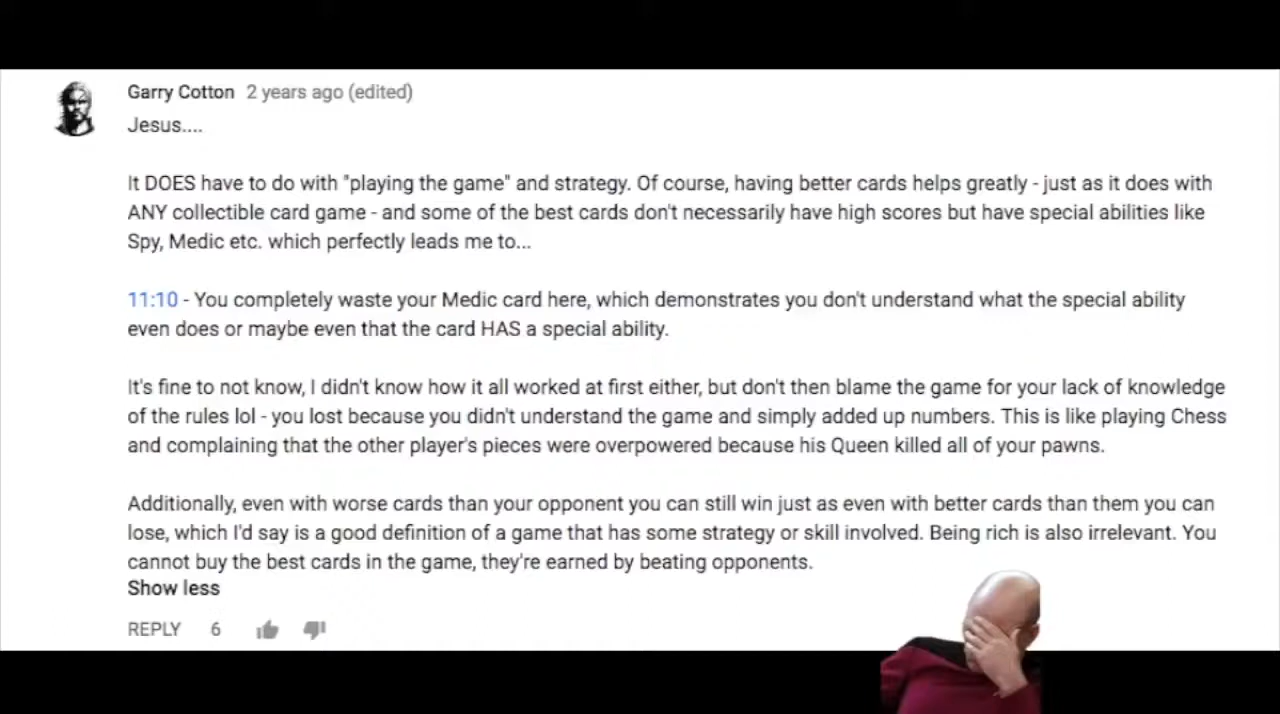 Garry Cotton 2 years ago (edited)
Jesus....
It DOES have to do with "playing the game" and strategy. Of course, having better cards helps greatly - just as it does with
ANY collectible card game - and some of the best cards don't necessarily have high scores but have special abilities like
Spy, Medic etc. which perfectly leads me to...
11:10 - You completely waste your Medic card here, which demonstrates you don't understand what the special ability
even does or maybe even that the card HAS a special ability.
It's fine to not know, I didn't know how it all worked at first either, but don't then blame the game for your lack of knowledge
of the rules lol - you lost because you didn't understand the game and simply added up numbers. This is like playing Chess
and complaining that the other player's pieces were overpowered because his Queen killed all of your pawns.
Additionally, even with worse cards than your opponent you can still win just as even with better cards than them you can
lose, which I'd say is a good definition of a game that has some strategy or skill involved. Being rich is also irrelevant. You
cannot buy the best cards in the game, they're earned by beating opponents.
Show less
REPLY 6